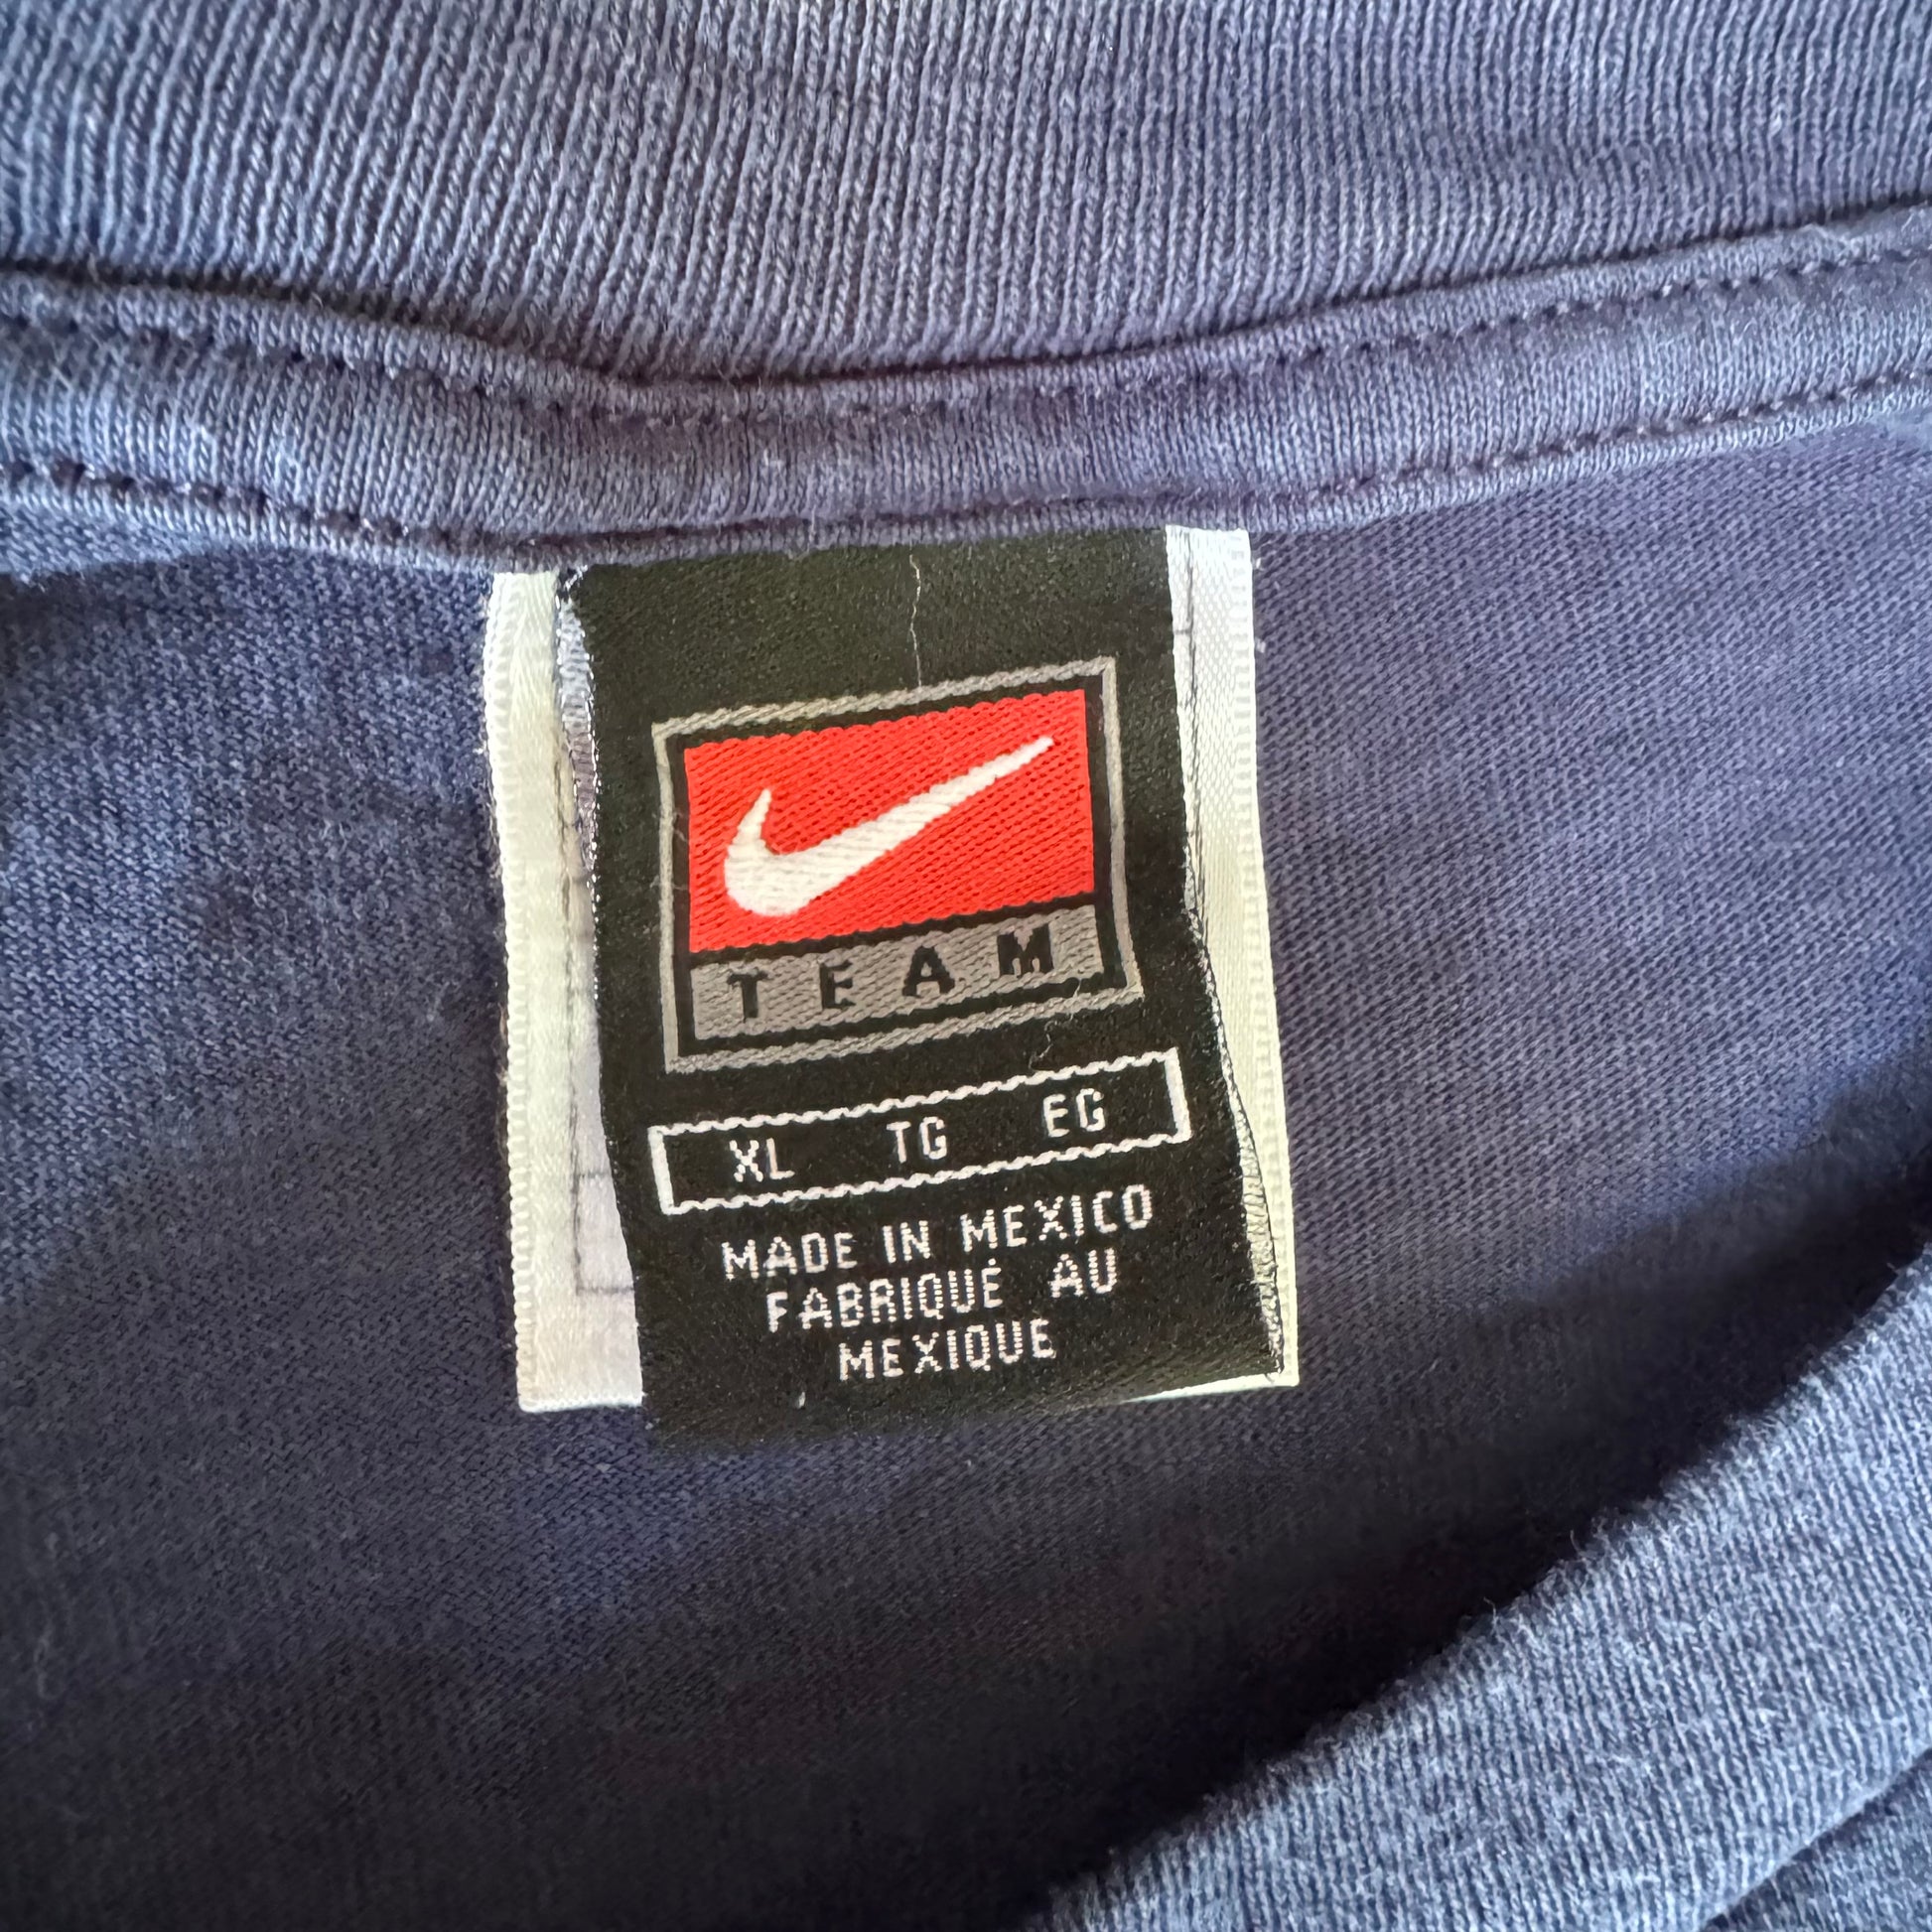 TEAM
XL TG EG
MADE IN MEXICO
FABRIQUÉ AU
MEXIQUE